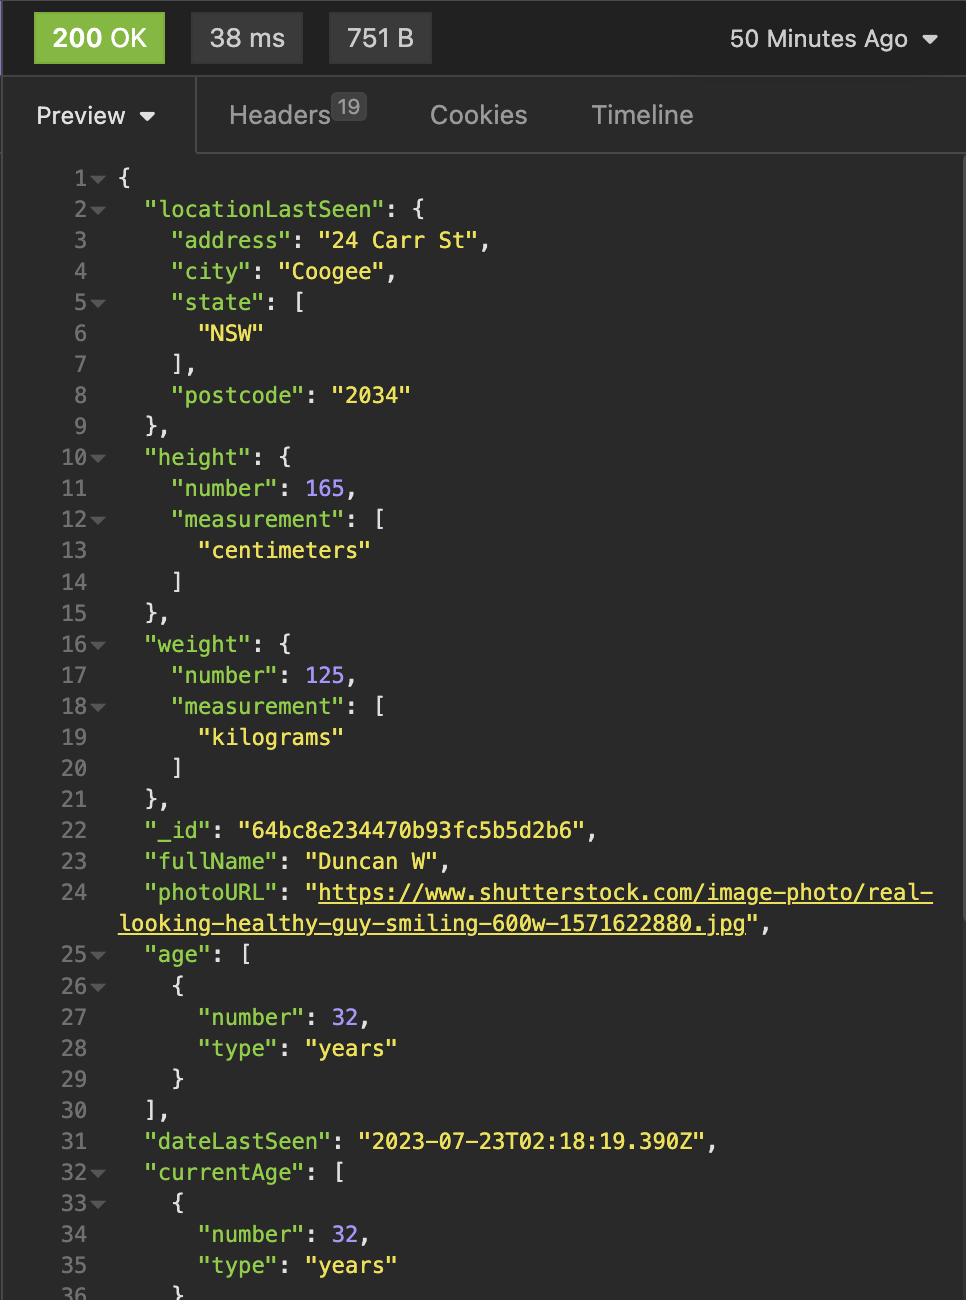 200 OK 38 ms 751 B 50 Minutes Ago
Preview Headers 19 Cookies Timeline
1 {
2 "locationLastSeen": {
3 "address": "24 Carr St",
4 "city": "Coogee",
5 "state": [
6 "NSW"
7 ],
8 "postcode": "2034"
9 },
10 "height": {
11 "number": 165,
12 "measurement": [
13 "centimeters"
14 ]
15 },
16 "weight": {
17 "number": 125,
18 "measurement": [
19 "kilograms"
20 ]
21 },
22 "_id": "64bc8e234470b93fc5b5d2b6",
23 "fullName": "Duncan W",
24 "photoURL": "https://www.shutterstock.com/image-photo/real-
looking-healthy-guy-smiling-600w-1571622880.jpg",
25 "age": [
26 {
27 "number": 32,
28 "type": "years"
29 }
30 ],
31 "dateLastSeen": "2023-07-23T02:18:19.390Z",
32 "currentAge": [
33 {
34 "number": 32,
35 "type": "years"
36 }